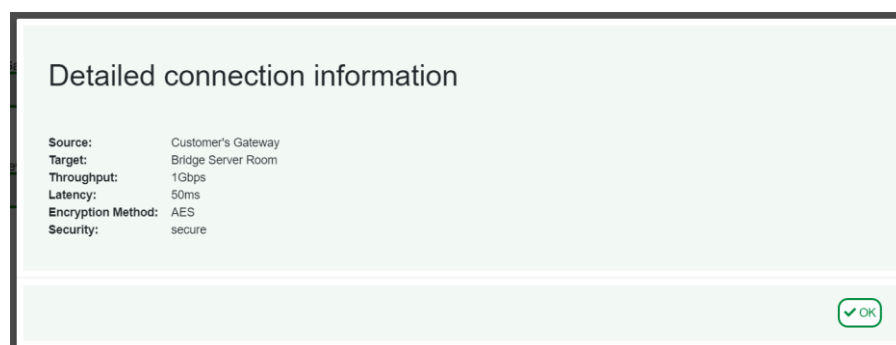 Detailed connection information
Source: Customer's Gateway
Target: Bridge Server Room
Throughput: 1Gbps
Latency: 50ms
Encryption Method: AES
Security: secure
OK